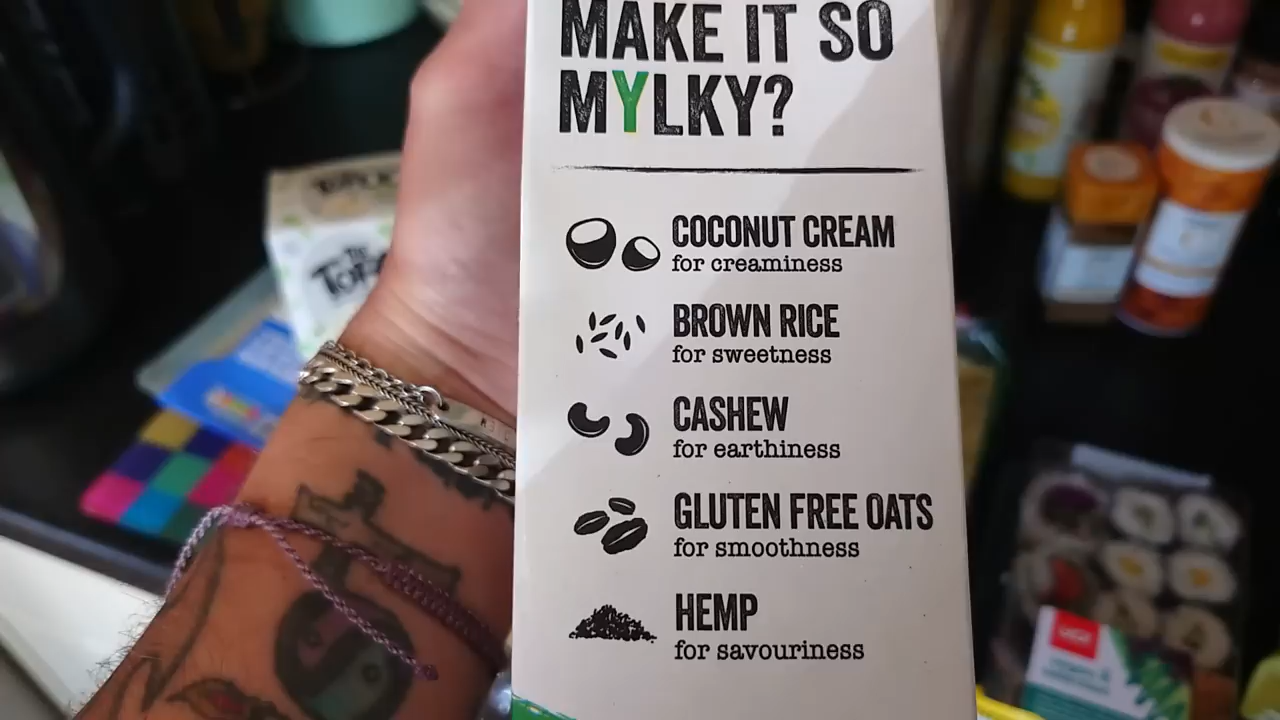 MAKE IT SO
MYLKY?
COCONUT CREAM
for creaminess
BROWN RICE
for sweetness
CASHEW
for earthiness
GLUTEN FREE OATS
for smoothness
HEMP
for savouriness